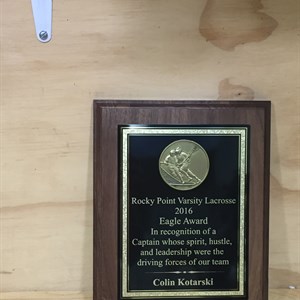 Rocky Point Varsity Lacrosse
2016
Eagle Award
In recognition of a
Captain whose spirit, hustle,
and leadership were the
driving forces of our team
Colin Kotarski